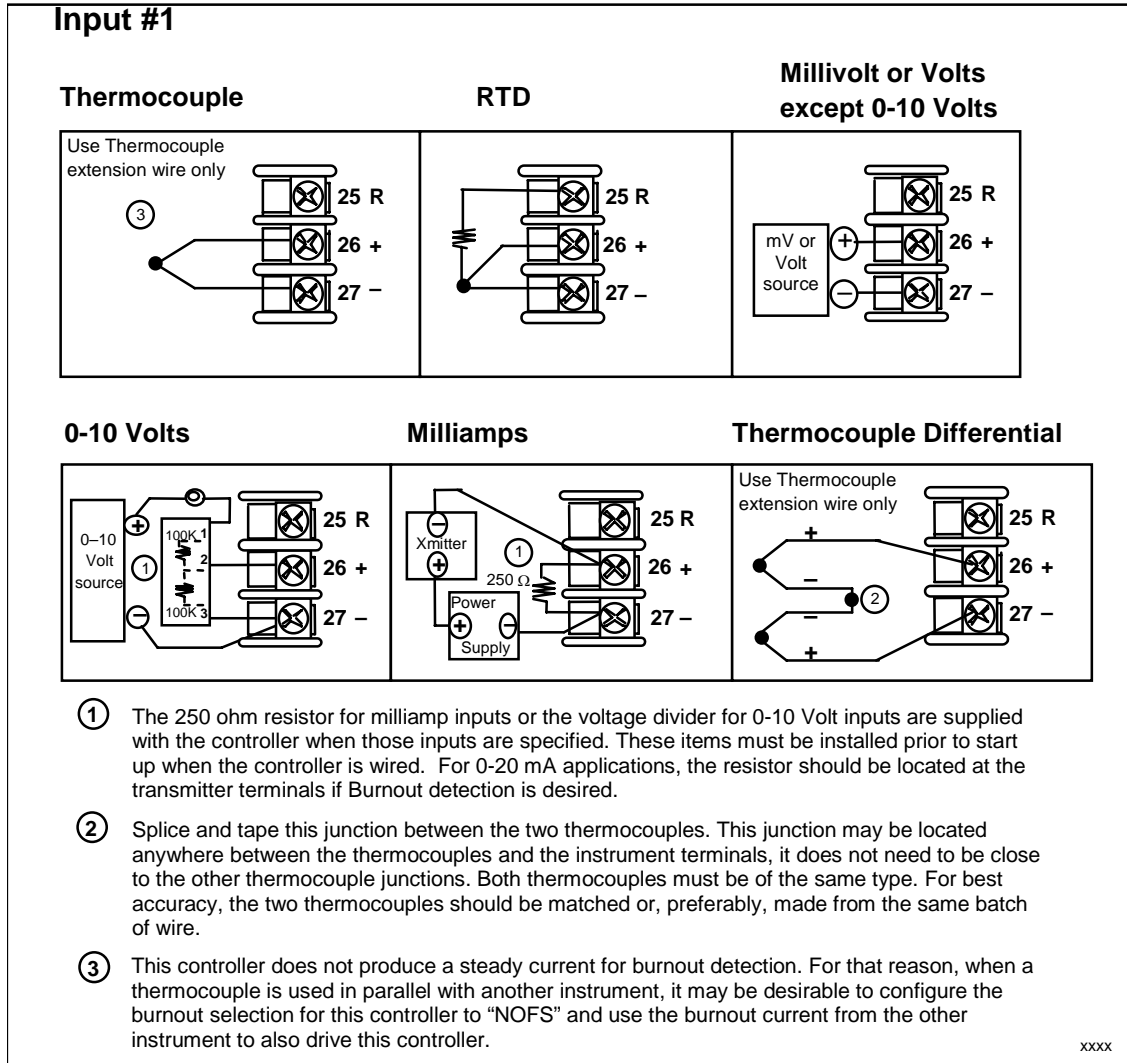 Input #1
Thermocouple
RTD
Millivolt or Volts
except 0-10 Volts
Use Thermocouple
extension wire only
3
25 R
26 +
27 –
25 R
26 +
27 –
mV or
Volt
source
+
–
25 R
26 +
27 –
0-10 Volts
Milliamps
Thermocouple Differential
0–10
Volt
source
+
–
1
100K 1
2
100K 3
25 R
26 +
27 –
–
Xmitter
+
1
250 Ω
Power
+ –
Supply
25 R
26 +
27 –
Use Thermocouple
extension wire only
+
–
2
–
+
25 R
26 +
27 –
1 The 250 ohm resistor for milliamp inputs or the voltage divider for 0-10 Volt inputs are supplied
with the controller when those inputs are specified. These items must be installed prior to start
up when the controller is wired. For 0-20 mA applications, the resistor should be located at the
transmitter terminals if Burnout detection is desired.
2 Splice and tape this junction between the two thermocouples. This junction may be located
anywhere between the thermocouples and the instrument terminals, it does not need to be close
to the other thermocouple junctions. Both thermocouples must be of the same type. For best
accuracy, the two thermocouples should be matched or, preferably, made from the same batch
of wire.
3 This controller does not produce a steady current for burnout detection. For that reason, when a
thermocouple is used in parallel with another instrument, it may be desirable to configure the
burnout selection for this controller to “NOFS” and use the burnout current from the other
instrument to also drive this controller.
xxxx